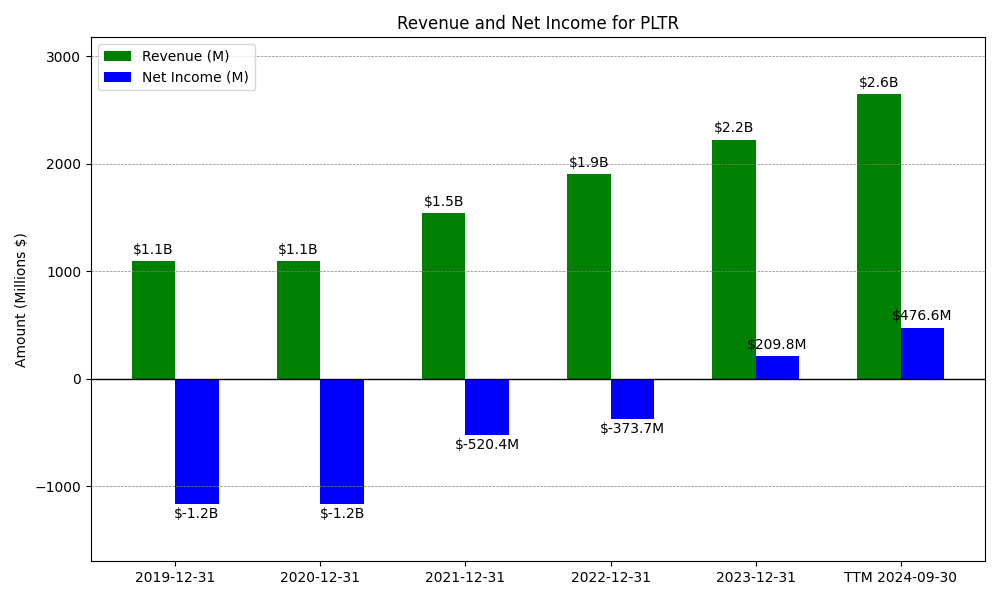 Revenue and Net Income for PLTR
Revenue (M)
Net Income (M)
Amount (Millions $)
3000
2000
1000
0
−1000
$1.1B
$-1.2B
$1.1B
$-1.2B
$1.5B
$-520.4M
$1.9B
$-373.7M
$2.2B
$209.8M
$2.6B
$476.6M
2019-12-31
2020-12-31
2021-12-31
2022-12-31
2023-12-31
TTM 2024-09-30